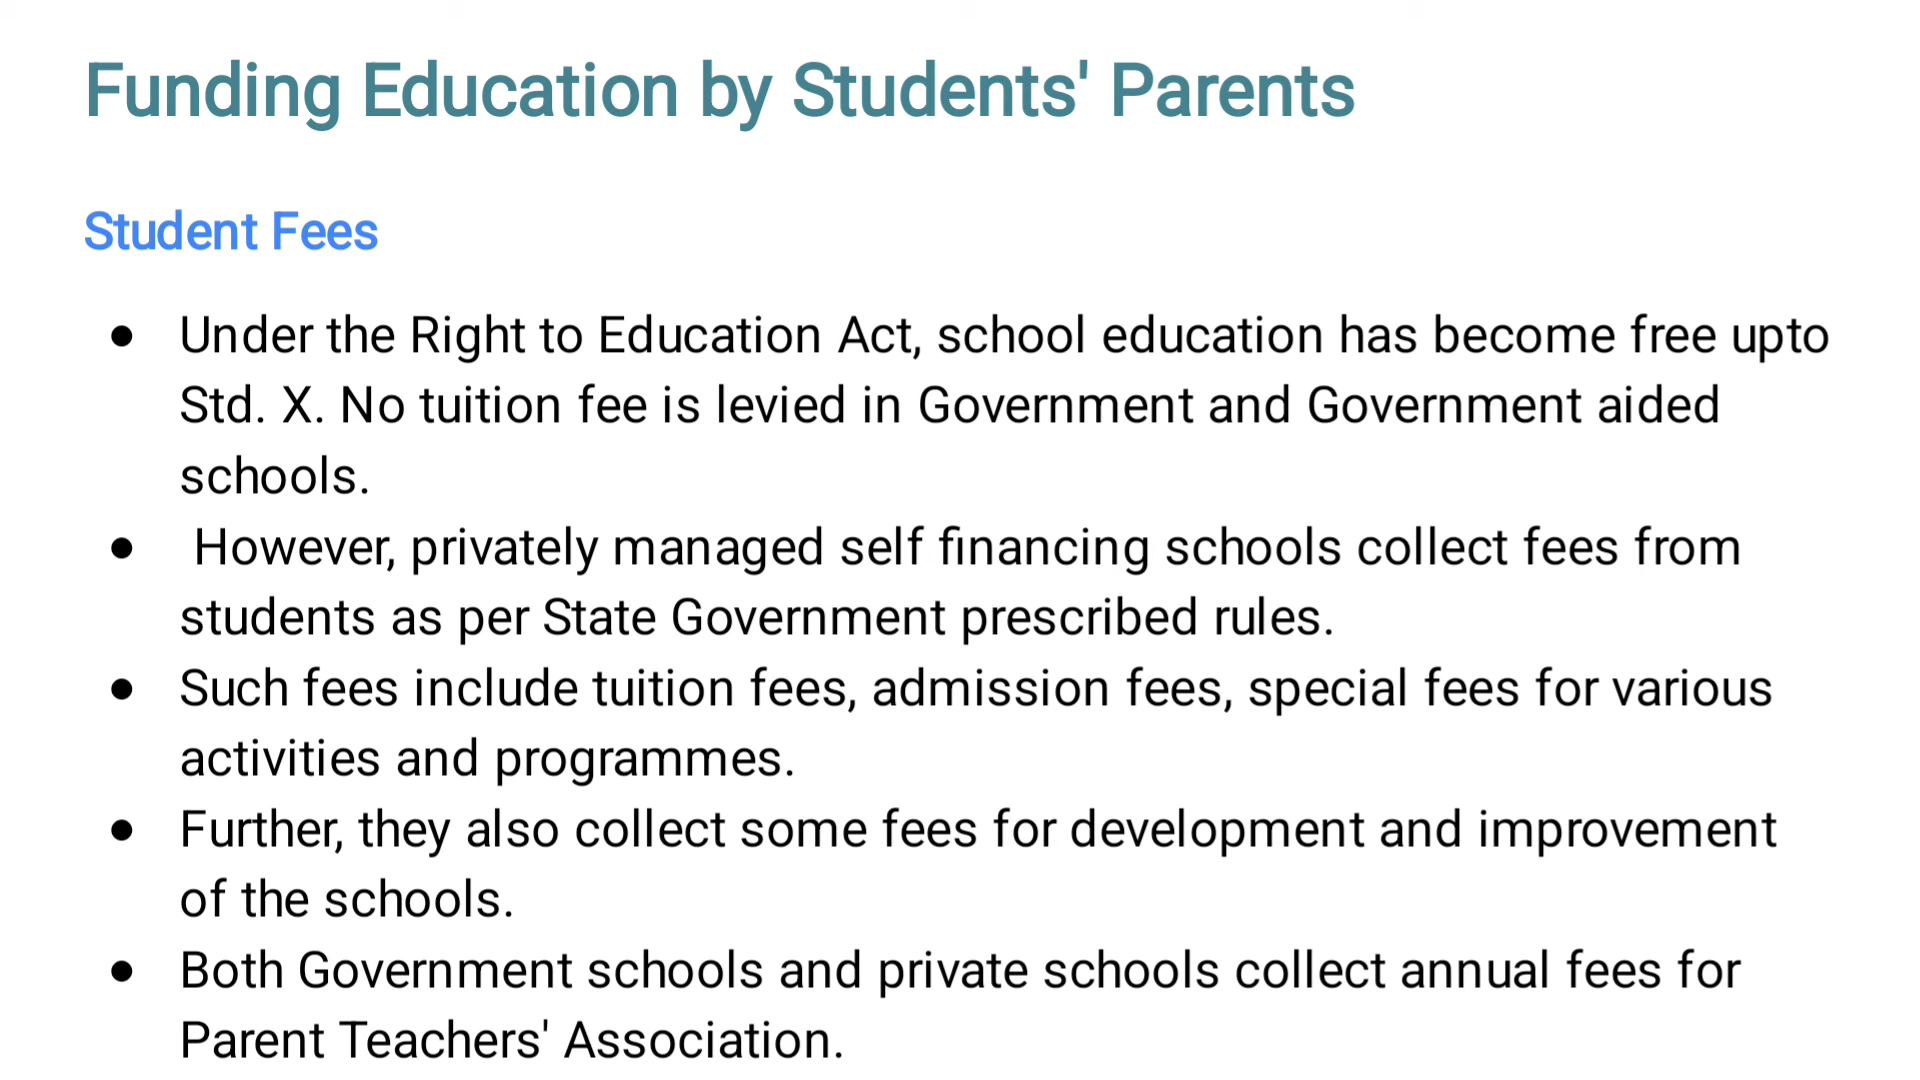 Funding Education by Students' Parents
Student Fees
● Under the Right to Education Act, school education has become free upto
Std. X. No tuition fee is levied in Government and Government aided
schools.
● However, privately managed self financing schools collect fees from
students as per State Government prescribed rules.
● Such fees include tuition fees, admission fees, special fees for various
activities and programmes.
● Further, they also collect some fees for development and improvement
of the schools.
● Both Government schools and private schools collect annual fees for
Parent Teachers' Association.